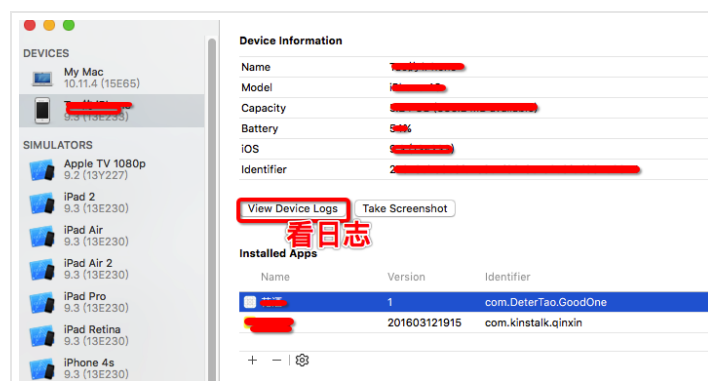 DEVICES
My Mac
10.11.4 (15E65)
9.3 (13E233)
SIMULATORS
Apple TV 1080p
9.2 (13Y227)
iPad 2
9.3 (13E230)
iPad Air
9.3 (13E230)
iPad Air 2
9.3 (13E230)
iPad Pro
9.3 (13E230)
iPad Retina
9.3 (13E230)
iPhone 4s
9.3 (13E230)
Device Information
Name
Model
Capacity
Battery
iOS
Identifier
View Device Logs Take Screenshot
看日志
Installed Apps
Name Version Identifier
1 com.DeterTao.GoodOne
201603121915 com.kinstalk.qinxin